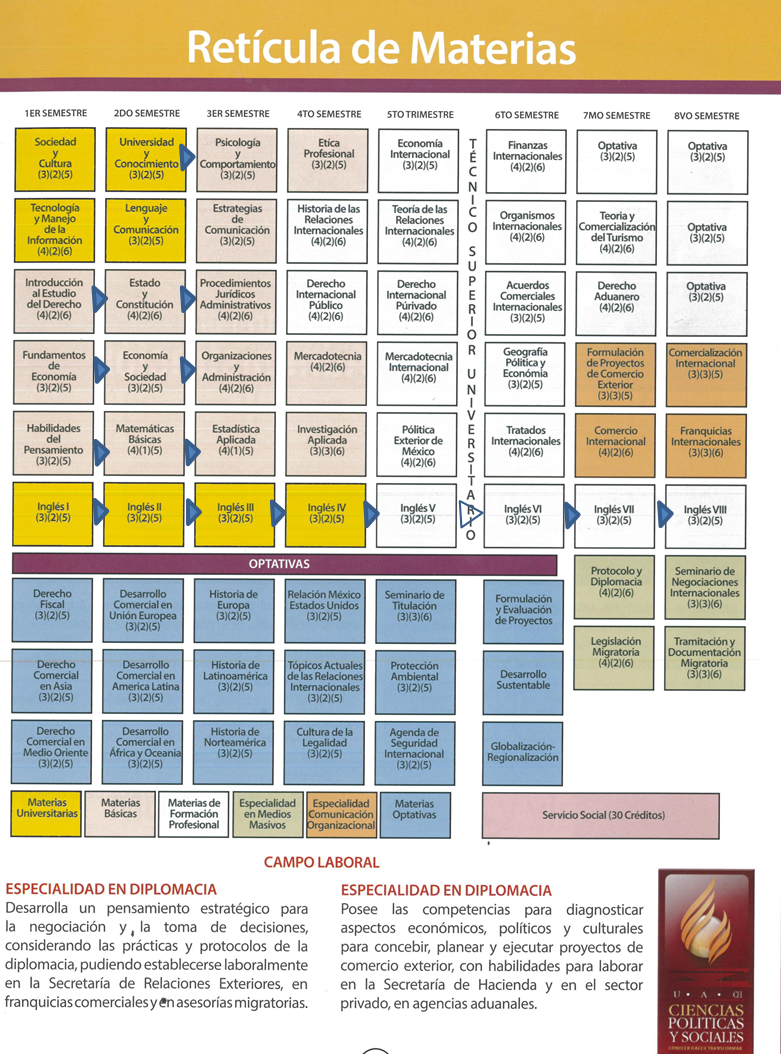 Retícula de Materias
1ER SEMESTRE
2DO SEMESTRE
3ER SEMESTRE
4TO SEMESTRE
5TO TRIMESTRE
6TO SEMESTRE
7MO SEMESTRE
8VO SEMESTRE
TÉCNICO SUPERIOR UNIVERSITARIO
Sociedad
y
Cultura
(3)(2)(5)
Universidad
y
Conocimiento
(3)(2)(5)
Psicología
y
Comportamiento
(3)(2)(5)
Etica
Profesional
(3)(2)(5)
Economía
Internacional
(3)(2)(5)
Finanzas
Internacionales
(4)(2)(6)
Optativa
(3)(2)(5)
Optativa
(3)(2)(5)
Tecnología
y Manejo
de la
Información
(4)(2)(6)
Lenguaje
y
Comunicación
(3)(2)(5)
Estrategias
de
Comunicación
(3)(2)(5)
Historia de las
Relaciones
Internacionales
(4)(2)(6)
Teoría de las
Relaciones
Internacionales
(4)(2)(6)
Organismos
Internacionales
(4)(2)(6)
Teoria y
Comercialización
del Turismo
(4)(2)(6)
Optativa
(3)(2)(5)
Introducción
al Estudio
del Derecho
(4)(2)(6)
Estado
y
Constitución
(4)(2)(6)
Procedimientos
Jurídicos
Administrativos
(4)(2)(6)
Derecho
Internacional
Público
(4)(2)(6)
Derecho
Internacional
Púrivado
(4)(2)(6)
Acuerdos
Comerciales
Internacionales
(3)(2)(5)
Derecho
Aduanero
(4)(2)(6)
Optativa
(3)(2)(5)
Fundamentos
de
Economía
(3)(2)(5)
Economía
y
Sociedad
(3)(2)(5)
Organizaciones
y
Administración
(4)(2)(6)
Mercadotecnia
(4)(2)(6)
Mercadotecnia
Internacional
(4)(2)(6)
Geografía
Pólitica y
Económia
(3)(2)(5)
Formulación
de Proyectos
de Comercio
Exterior
(3)(3)(5)
Comercialización
Internacional
(3)(3)(5)
Habilidades
del
Pensamiento
(3)(2)(5)
Matemáticas
Básicas
(4)(1)(5)
Estadística
Aplicada
(4)(1)(5)
Investigación
Aplicada
(3)(3)(6)
Pólitica
Exterior de
México
(4)(2)(6)
Tratados
Internacionales
(4)(2)(6)
Comercio
Internacional
(4)(2)(6)
Franquicias
Internacionales
(3)(3)(6)
Inglés I
(3)(2)(5)
Inglés II
(3)(2)(5)
Inglés III
(3)(2)(5)
Inglés IV
(3)(2)(5)
Inglés V
(3)(2)(5)
Inglés VI
(3)(2)(5)
Inglés VII
(3)(2)(5)
Inglés VIII
(3)(2)(5)
OPTATIVAS
Protocolo y
Diplomacia
(4)(2)(6)
Seminario de
Negociaciones
Internacionales
(3)(3)(6)
Derecho
Fiscal
(3)(2)(5)
Desarrollo
Comercial en
Unión Europea
(3)(2)(5)
Historia de
Europa
(3)(2)(5)
Relación México
Estados Unidos
(3)(2)(5)
Seminario de
Titulación
(3)(3)(6)
Formulación
y Evaluación
de Proyectos
Legislación
Migratoria
(4)(2)(6)
Tramitación y
Documentación
Migratoria
(3)(3)(6)
Derecho
Comercial
en Asia
(3)(2)(5)
Desarrollo
Comercial en
America Latina
(3)(2)(5)
Historia de
Latinoamérica
(3)(2)(5)
Tópicos Actuales
de las Relaciones
Internacionales
(3)(2)(5)
Protección
Ambiental
(3)(2)(5)
Desarrollo
Sustentable
Derecho
Comercial en
Medio Oriente
(3)(2)(5)
Desarrollo
Comercial en
África y Oceania
(3)(2)(5)
Historia de
Norteamérica
(3)(2)(5)
Cultura de la
Legalidad
(3)(2)(5)
Agenda de
Seguridad
Internacional
(3)(2)(5)
Globalización-
Regionalización
Materias
Universitarias
Materias
Básicas
Materias de
Formación
Profesional
Especialidad
en Medios
Masivos
Especialidad
Comunicación
Organizacional
Materias
Optativas
Servicio Social (30 Créditos)
CAMPO LABORAL
ESPECIALIDAD EN DIPLOMACIA
Desarrolla un pensamiento estratégico para
la negociación y la toma de decisiones,
considerando las prácticas y protocolos de la
diplomacia, pudiendo establecerse laboralmente
en la Secretaría de Relaciones Exteriores, en
franquicias comerciales y en asesorías migratorias.
ESPECIALIDAD EN DIPLOMACIA
Posee las competencias para diagnosticar
aspectos económicos, políticos y culturales
para concebir, planear y ejecutar proyectos de
comercio exterior, con habilidades para laborar
en la Secretaría de Hacienda y en el sector
privado, en agencias aduanales.
U • A • CH
CIENCIAS
POLITICAS
Y SOCIALES
CONOCER HACER TRANSFORMAR